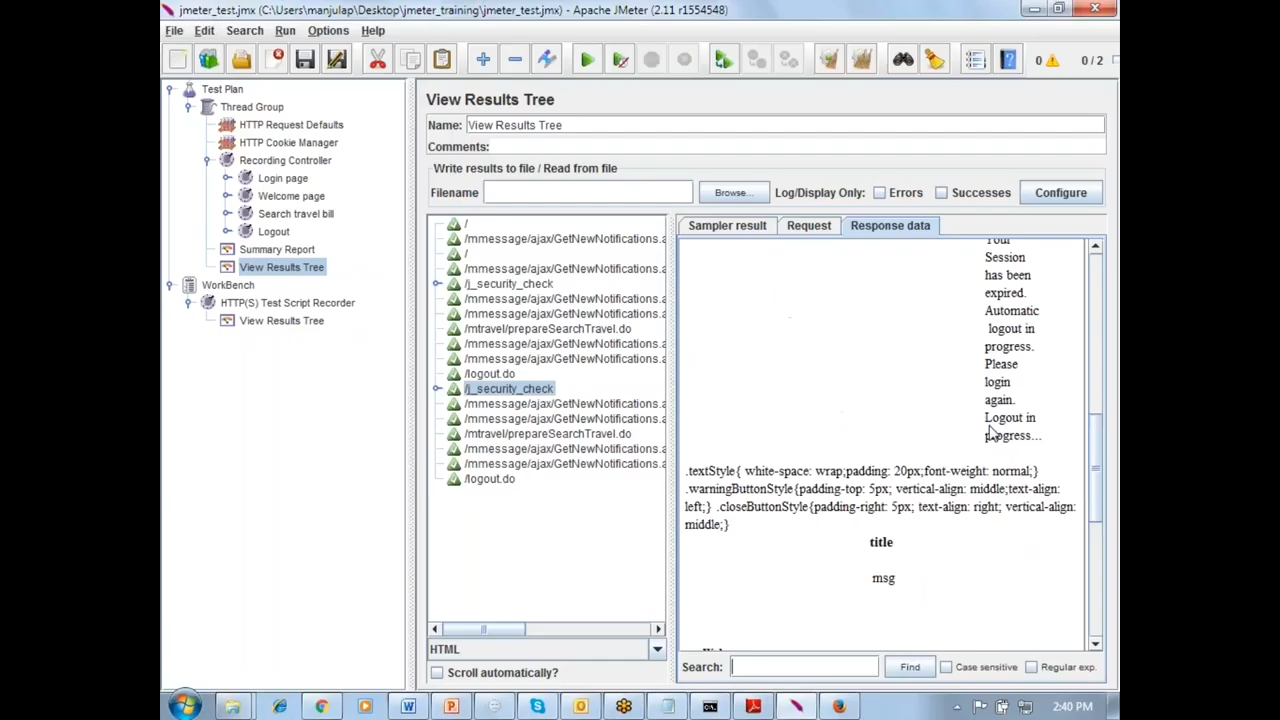 jmeter_test.jmx (C:\Users\manjulap\Desktop\jmeter_training\jmeter_test.jmx) - Apache JMeter (2.11 r1554548)
File Edit Search Run Options Help
0 0 / 2
Test Plan
Thread Group
HTTP Request Defaults
HTTP Cookie Manager
Recording Controller
Login page
Welcome page
Search travel bill
Logout
Summary Report
View Results Tree
WorkBench
HTTP(S) Test Script Recorder
View Results Tree
View Results Tree
Name: View Results Tree
Comments:
Write results to file / Read from file
Filename Browse... Log/Display Only: Errors Successes Configure
/
/mmessage/ajax/GetNewNotifications.a
/
/mmessage/ajax/GetNewNotifications.a
/j_security_check
/mmessage/ajax/GetNewNotifications.a
/mmessage/ajax/GetNewNotifications.a
/mtravel/prepareSearchTravel.do
/mmessage/ajax/GetNewNotifications.a
/mmessage/ajax/GetNewNotifications.a
/logout.do
/j_security_check
/mmessage/ajax/GetNewNotifications.a
/mmessage/ajax/GetNewNotifications.a
/mtravel/prepareSearchTravel.do
/mmessage/ajax/GetNewNotifications.a
/mmessage/ajax/GetNewNotifications.a
/logout.do
HTML
Scroll automatically?
Sampler result Request Response data
Your
Session
has been
expired.
Automatic
logout in
progress.
Please
login
again.
Logout in
progress...
.textStyle{ white-space: wrap;padding: 20px;font-weight: normal;}
.warningButtonStyle{padding-top: 5px; vertical-align: middle;text-align:
left;} .closeButtonStyle{padding-right: 5px; text-align: right; vertical-align:
middle;}
title
msg
Search: Find Case sensitive Regular exp.
2:40 PM